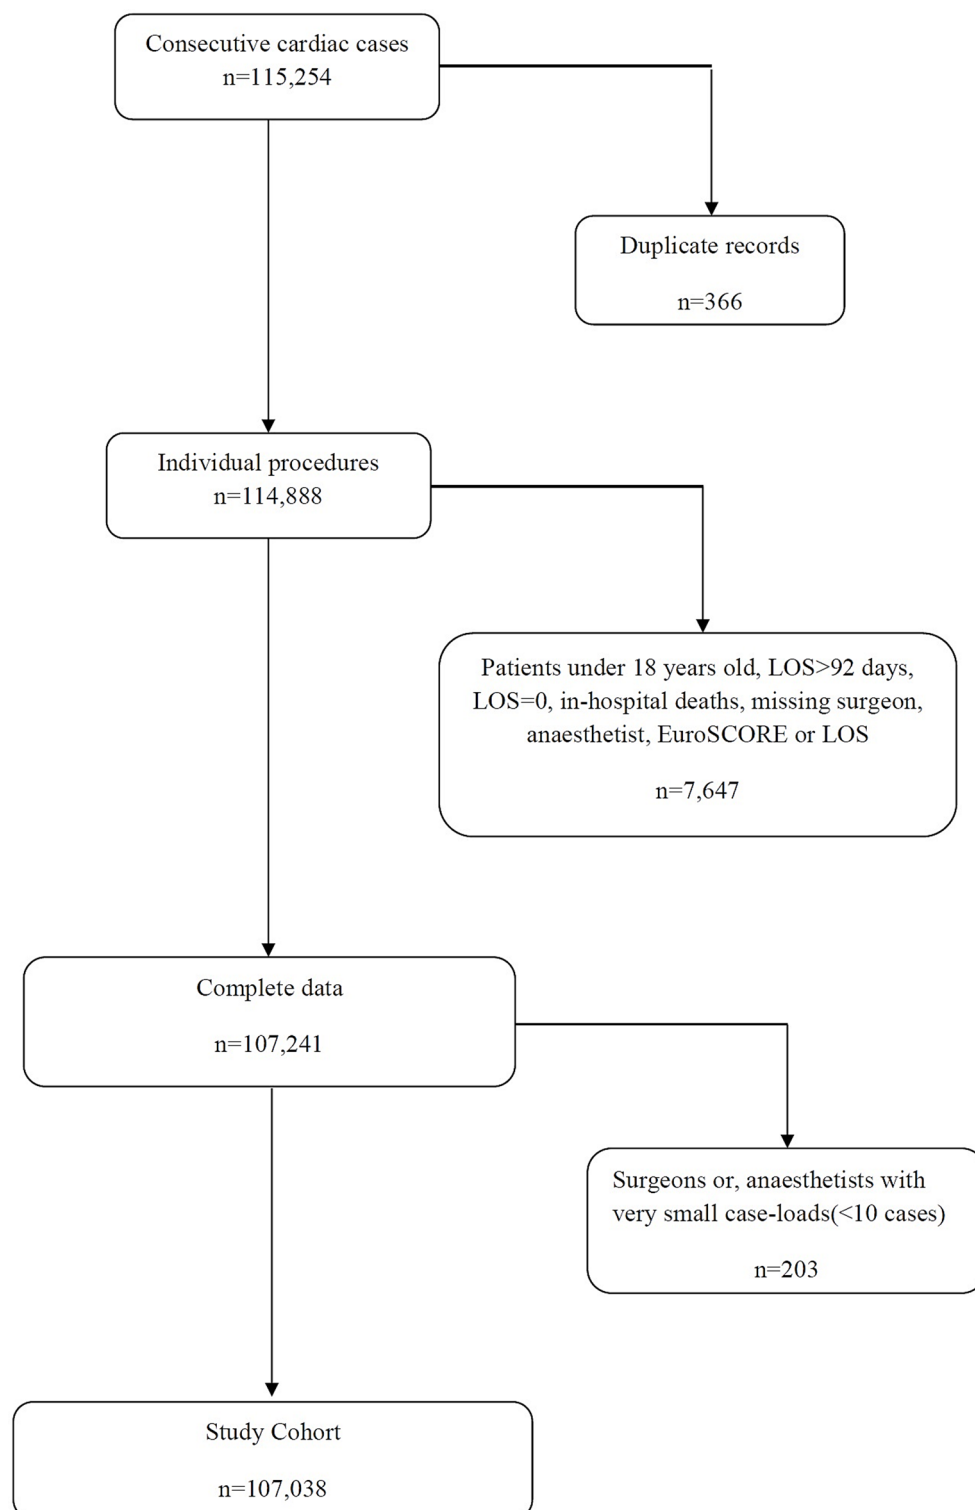 Consecutive cardiac cases
n=115,254
Duplicate records
n=366
Individual procedures
n=114,888
Patients under 18 years old, LOS>92 days,
LOS=0, in-hospital deaths, missing surgeon,
anaesthetist, EuroSCORE or LOS
n=7,647
Complete data
n=107,241
Surgeons or, anaesthetists with
very small case-loads(<10 cases)
n=203
Study Cohort
n=107,038